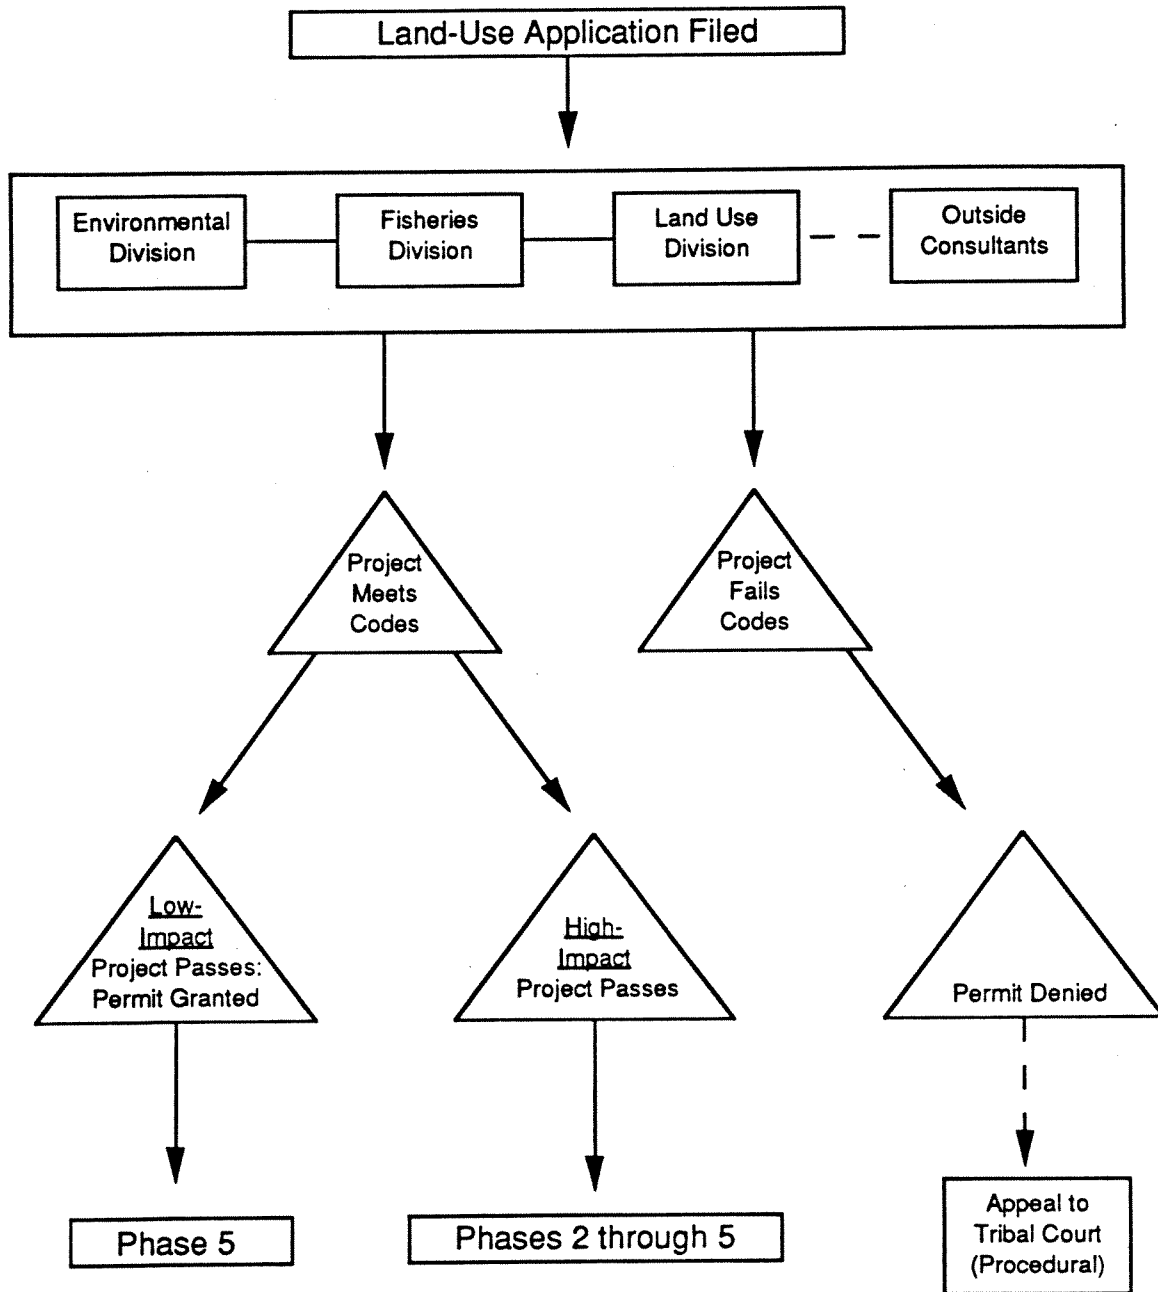 Land-Use Application Filed
Environmental
Division
Fisheries
Division
Land Use
Division
Outside
Consultants
Project
Meets
Codes
Project
Fails
Codes
Low-
Impact
Project Passes:
Permit Granted
High-
Impact
Project Passes
Permit Denied
Phase 5
Phases 2 through 5
Appeal to
Tribal Court
(Procedural)